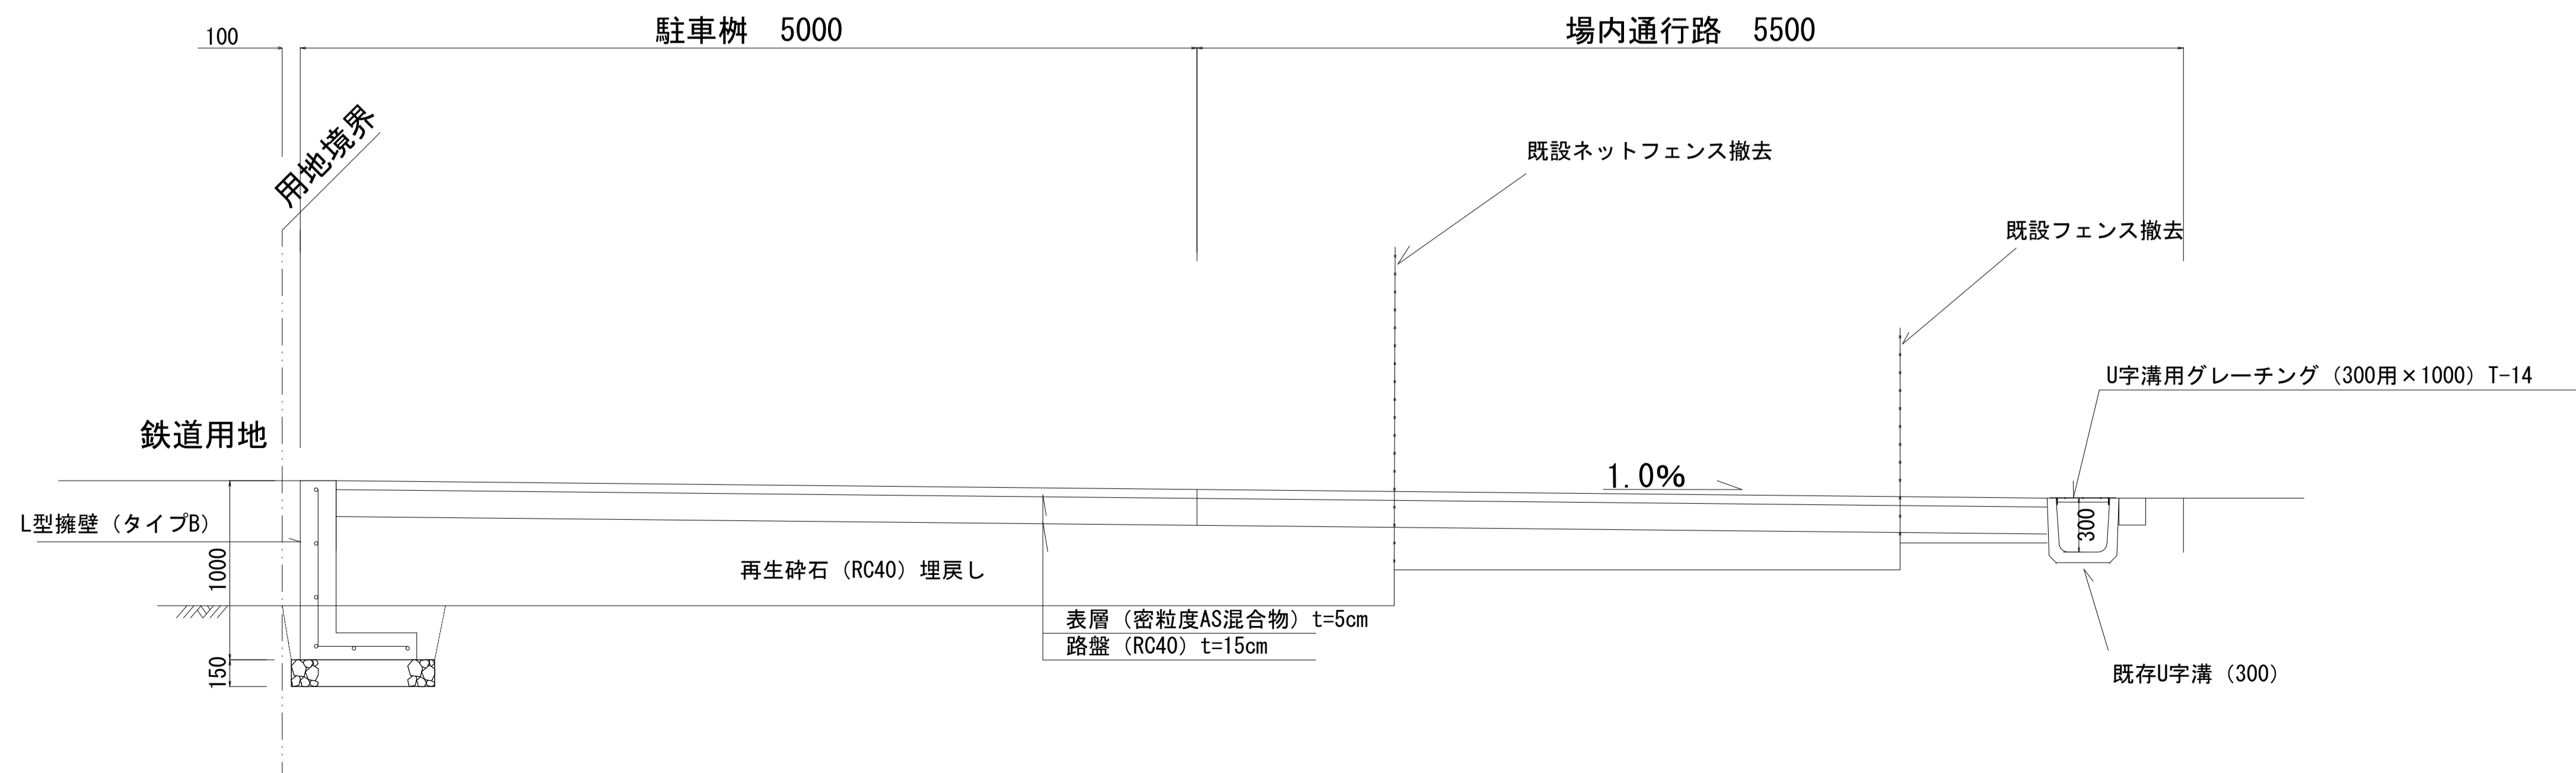 100
駐車桝　5000
場内通行路　5500
用地境界
既設ネットフェンス撤去
既設フェンス撤去
U字溝用グレーチング（300用×1000）T-14
鉄道用地
1.0%
L型擁壁（タイプB）
300
1000
再生砕石（RC40）埋戻し
表層（密粒度AS混合物）t=5cm
路盤（RC40）t=15cm
150
既存U字溝（300）